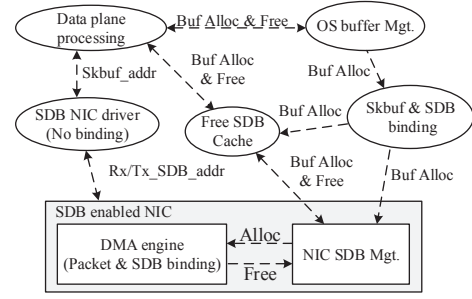 Data plane
processing
Buf Alloc & Free
OS buffer Mgt.
Skbuf_addr
Buf Alloc
& Free
Buf Alloc
SDB NIC driver
(No binding)
Free SDB
Cache
Buf Alloc
Skbuf & SDB
binding
Rx/Tx_SDB_addr
Buf Alloc
& Free
Buf Alloc
SDB enabled NIC
DMA engine
(Packet & SDB binding)
Alloc
Free
NIC SDB Mgt.